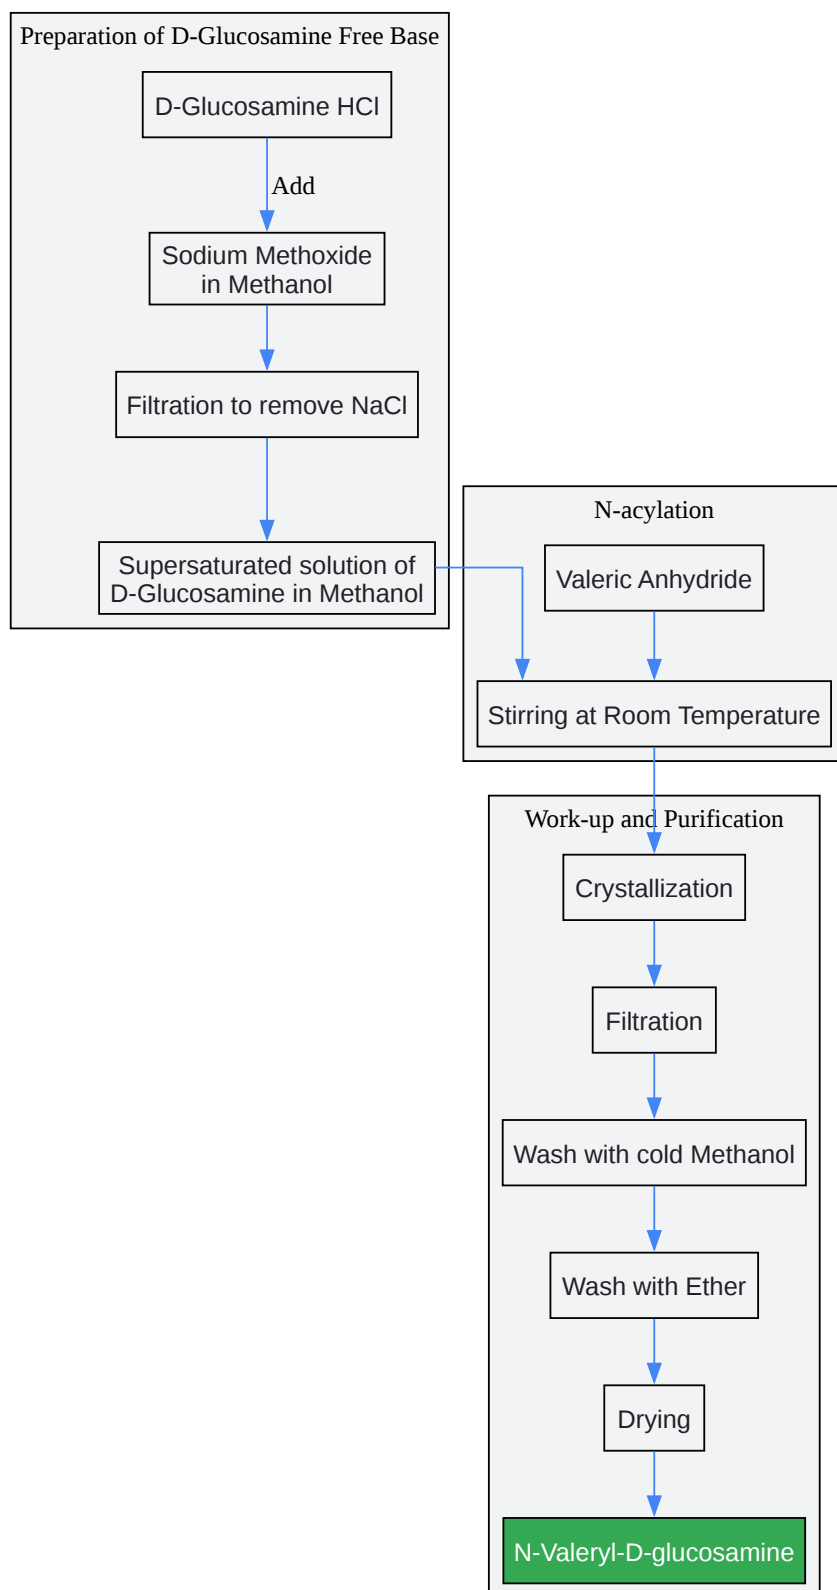 Preparation of D-Glucosamine Free Base
D-Glucosamine HCl
Add
Sodium Methoxide
in Methanol
Filtration to remove NaCl
Supersaturated solution of
D-Glucosamine in Methanol
N-acylation
Valeric Anhydride
Stirring at Room Temperature
Work-up and Purification
Crystallization
Filtration
Wash with cold Methanol
Wash with Ether
Drying
N-Valeryl-D-glucosamine